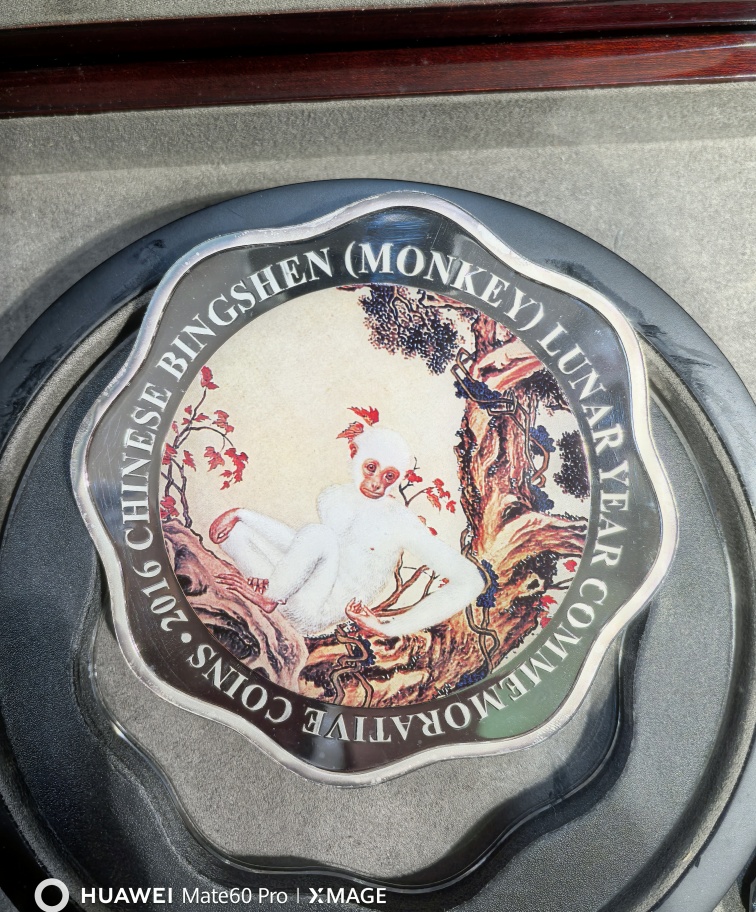 2016 CHINESE BINGSHEN (MONKEY) LUNAR YEAR COMMEMORATIVE COINS •
HUAWEI Mate60 Pro | XMAGE